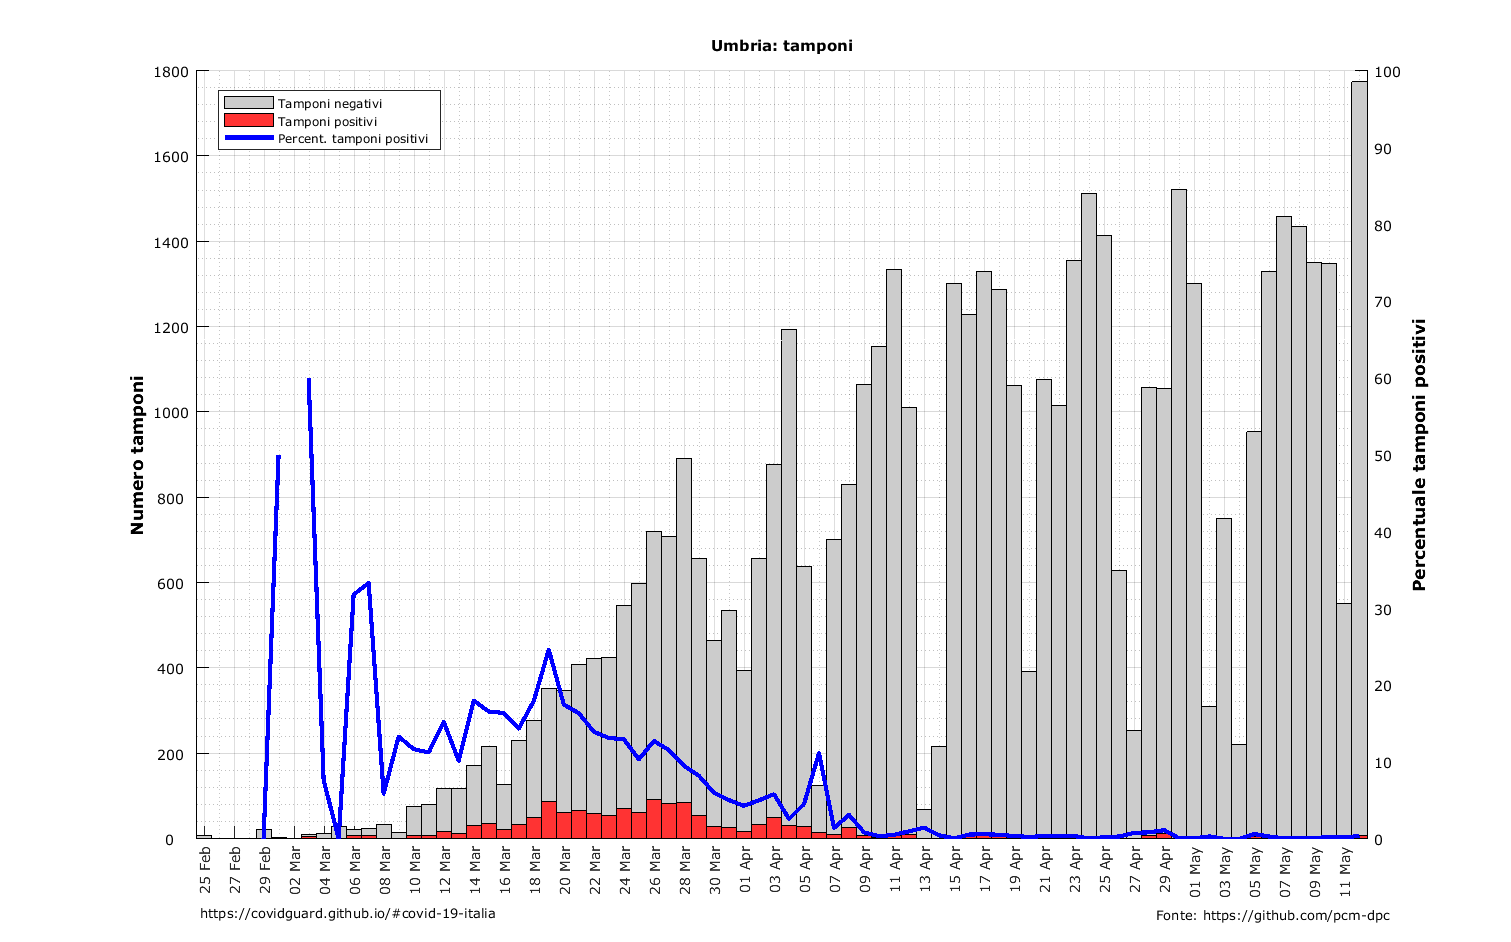 Umbria: tamponi
1800
1600
1400
1200
1000
800
600
400
200
0
Numero tamponi
Tamponi negativi
Tamponi positivi
Percent. tamponi positivi
100
90
80
70
60
50
40
30
20
10
0
Percentuale tamponi positivi
25 Feb
27 Feb
29 Feb
02 Mar
04 Mar
06 Mar
08 Mar
10 Mar
12 Mar
14 Mar
16 Mar
18 Mar
20 Mar
22 Mar
24 Mar
26 Mar
28 Mar
30 Mar
01 Apr
03 Apr
05 Apr
07 Apr
09 Apr
11 Apr
13 Apr
15 Apr
17 Apr
19 Apr
21 Apr
23 Apr
25 Apr
27 Apr
29 Apr
01 May
03 May
05 May
07 May
09 May
11 May
https://covidguard.github.io/#covid-19-italia
Fonte: https://github.com/pcm-dpc